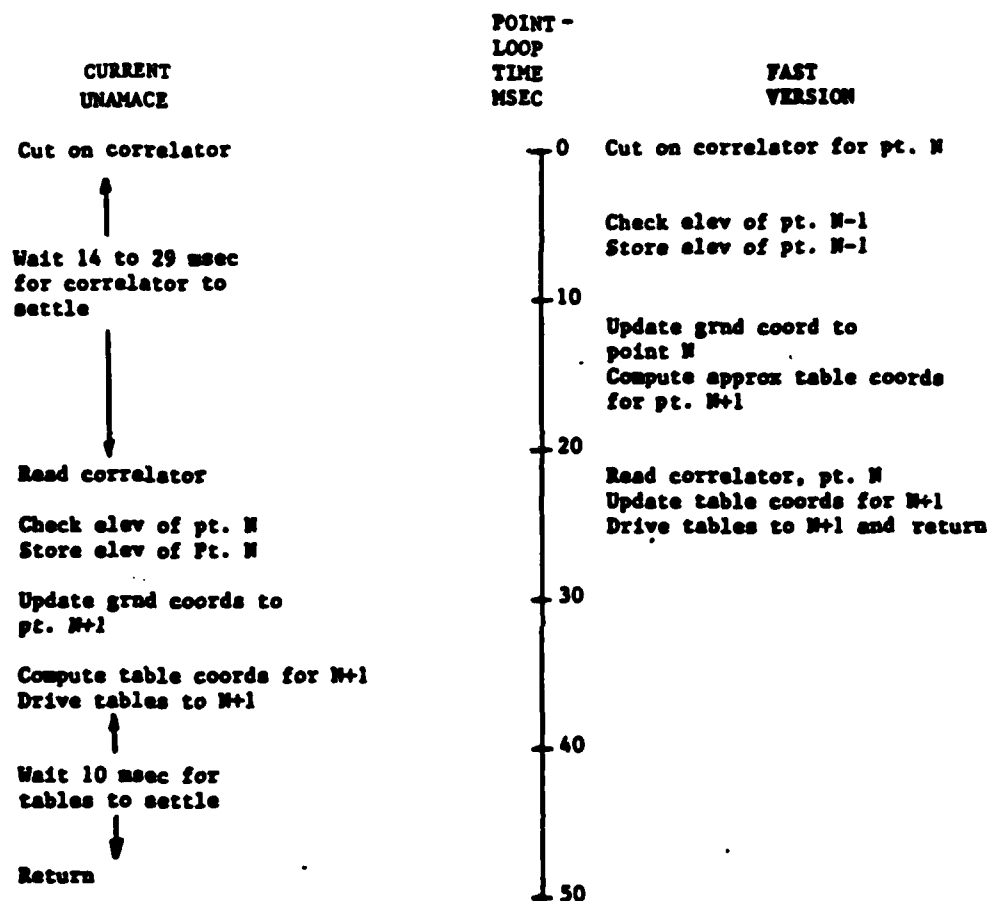 CURRENT
UNAMACE
Cut on correlator
Wait 14 to 29 msec
for correlator to
settle
Read correlator
Check elev of pt. N
Store elev of Pt. N
Update grnd coords to
pt. N+1
Compute table coords for N+1
Drive tables to N+1
Wait 10 msec for
tables to settle
Return
POINT-
LOOP
TIME
MSEC
0
10
20
30
40
50
FAST
VERSION
Cut on correlator for pt. N
Check elev of pt. N-1
Store elev of pt. N-1
Update grnd coord to
point N
Compute approx table coords
for pt. N+1
Read correlator, pt. N
Update table coords for N+1
Drive tables to N+1 and return